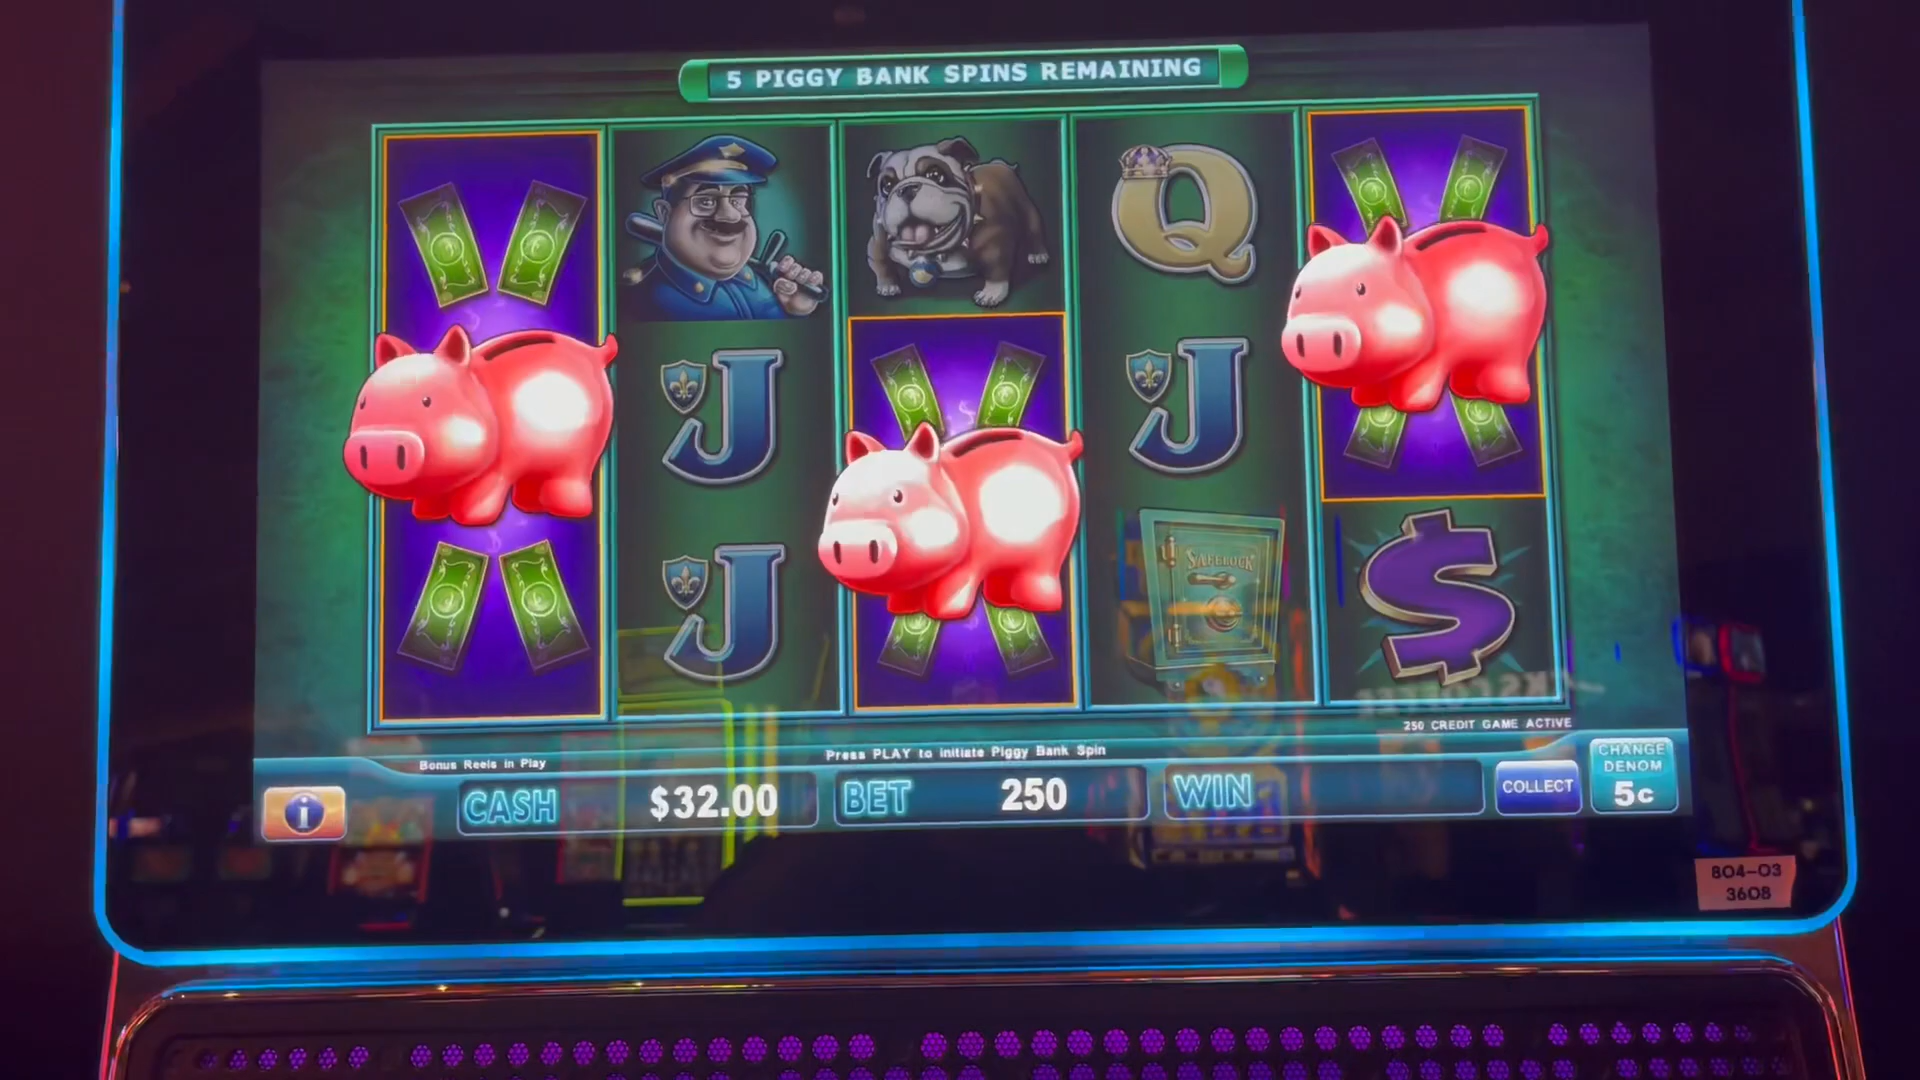 5 PIGGY BANK SPINS REMAINING
Q
J
J
J
SAFELOCK
$
250 CREDIT GAME ACTIVE
Press PLAY to initiate Piggy Bank Spin
Bonus Reels in Play
CASH $32.00
BET 250
WIN
COLLECT
CHANGE
DENOM
5¢
i
804-03
3608